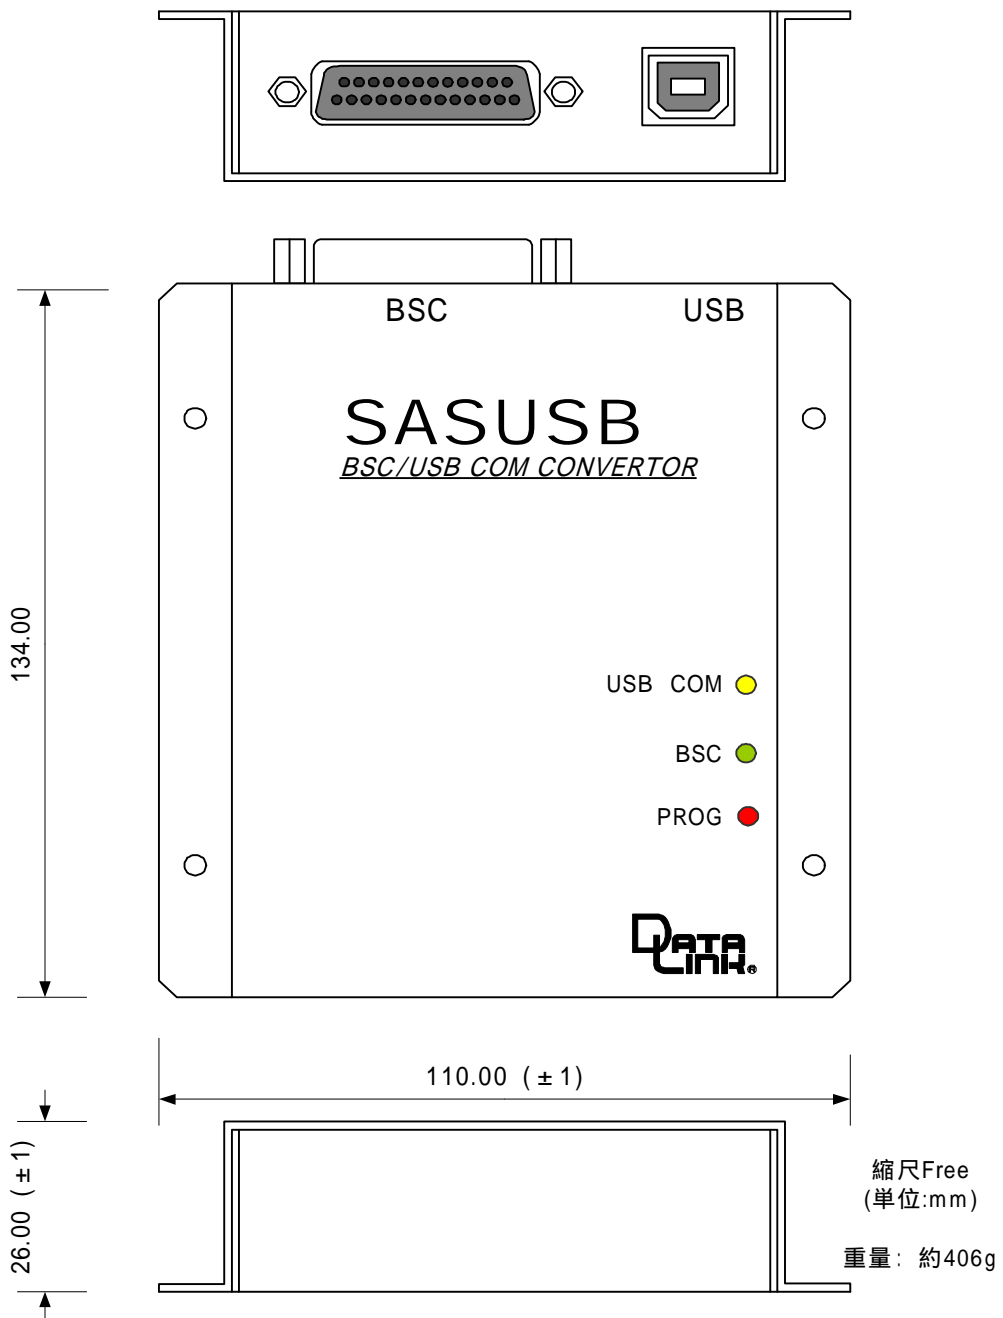 BSC USB
SASUSB
BSC/USB COM CONVERTOR
134.00
USB COM
BSC
PROG
DATA
LINK®
110.00 (±1)
26.00 (±1)
縮尺Free
(単位:mm)
重量: 約406g